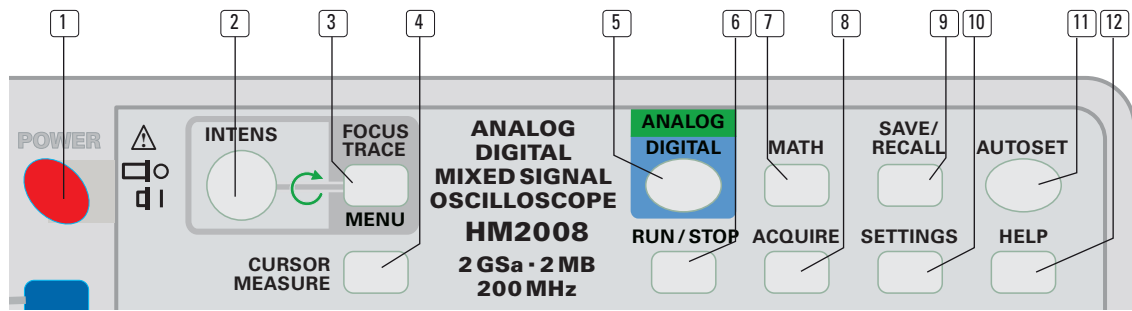 1 2 3 4 5 6 7 8 9 10 11 12
POWER
INTENS
FOCUS
TRACE
MENU
CURSOR
MEASURE
ANALOG
DIGITAL
MIXED SIGNAL
OSCILLOSCOPE
HM2008
2 GSa · 2 MB
200 MHz
ANALOG
DIGITAL
RUN / STOP
MATH
ACQUIRE
SAVE/
RECALL
SETTINGS
AUTOSET
HELP